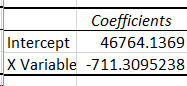 Coefficients
Intercept 46764.1369
X Variable -711.3095238